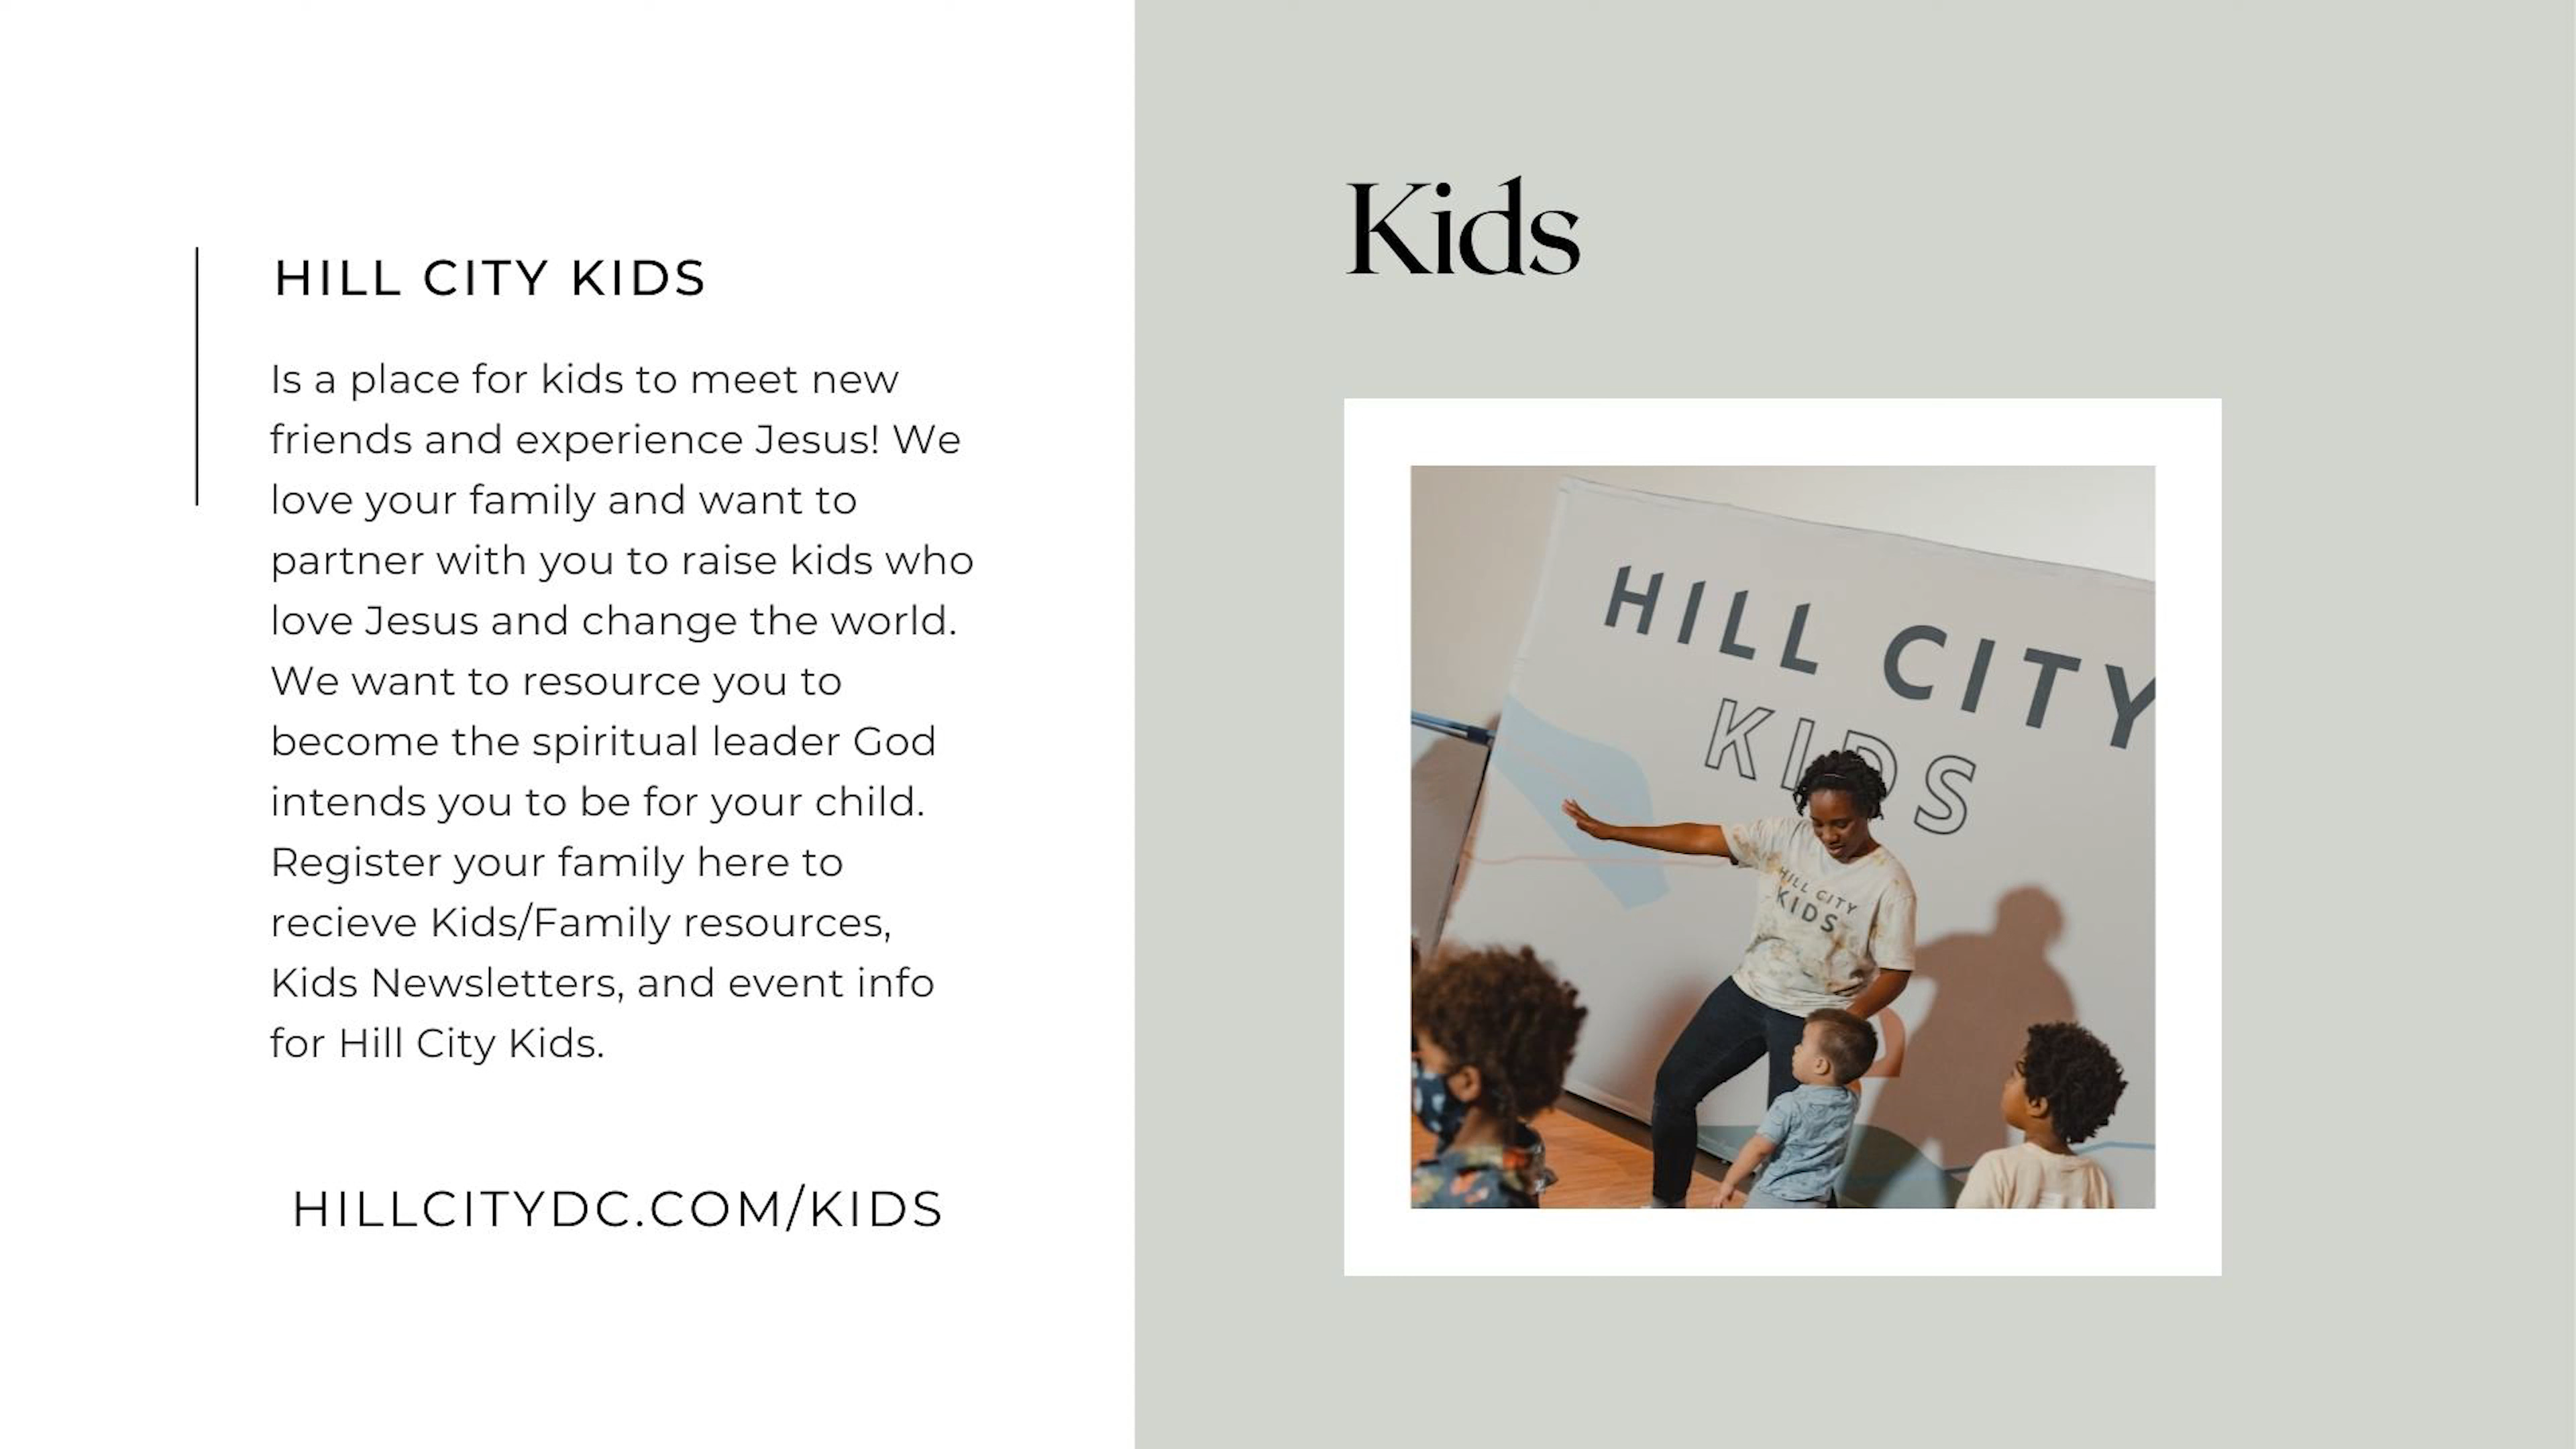 HILL CITY KIDS
Is a place for kids to meet new
friends and experience Jesus! We
love your family and want to
partner with you to raise kids who
love Jesus and change the world.
We want to resource you to
become the spiritual leader God
intends you to be for your child.
Register your family here to
recieve Kids/Family resources,
Kids Newsletters, and event info
for Hill City Kids.
HILLCITYDC.COM/KIDS
Kids
HILL CITY
KIDS
HILL CITY
KIDS